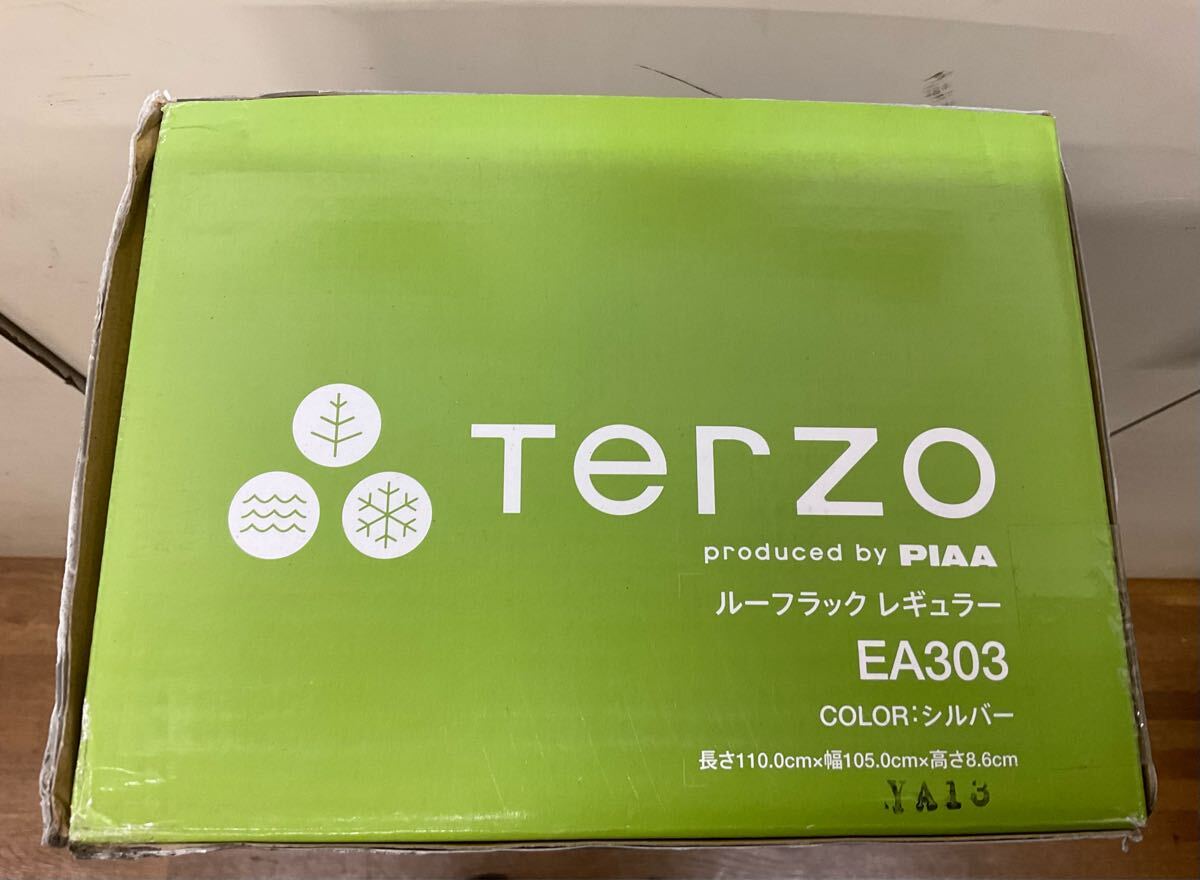 Terzo
produced by PIAA
ルーフラック レギュラー
EA303
COLOR:シルバー
長さ110.0cm×幅105.0cm×高さ8.6cm
YA13